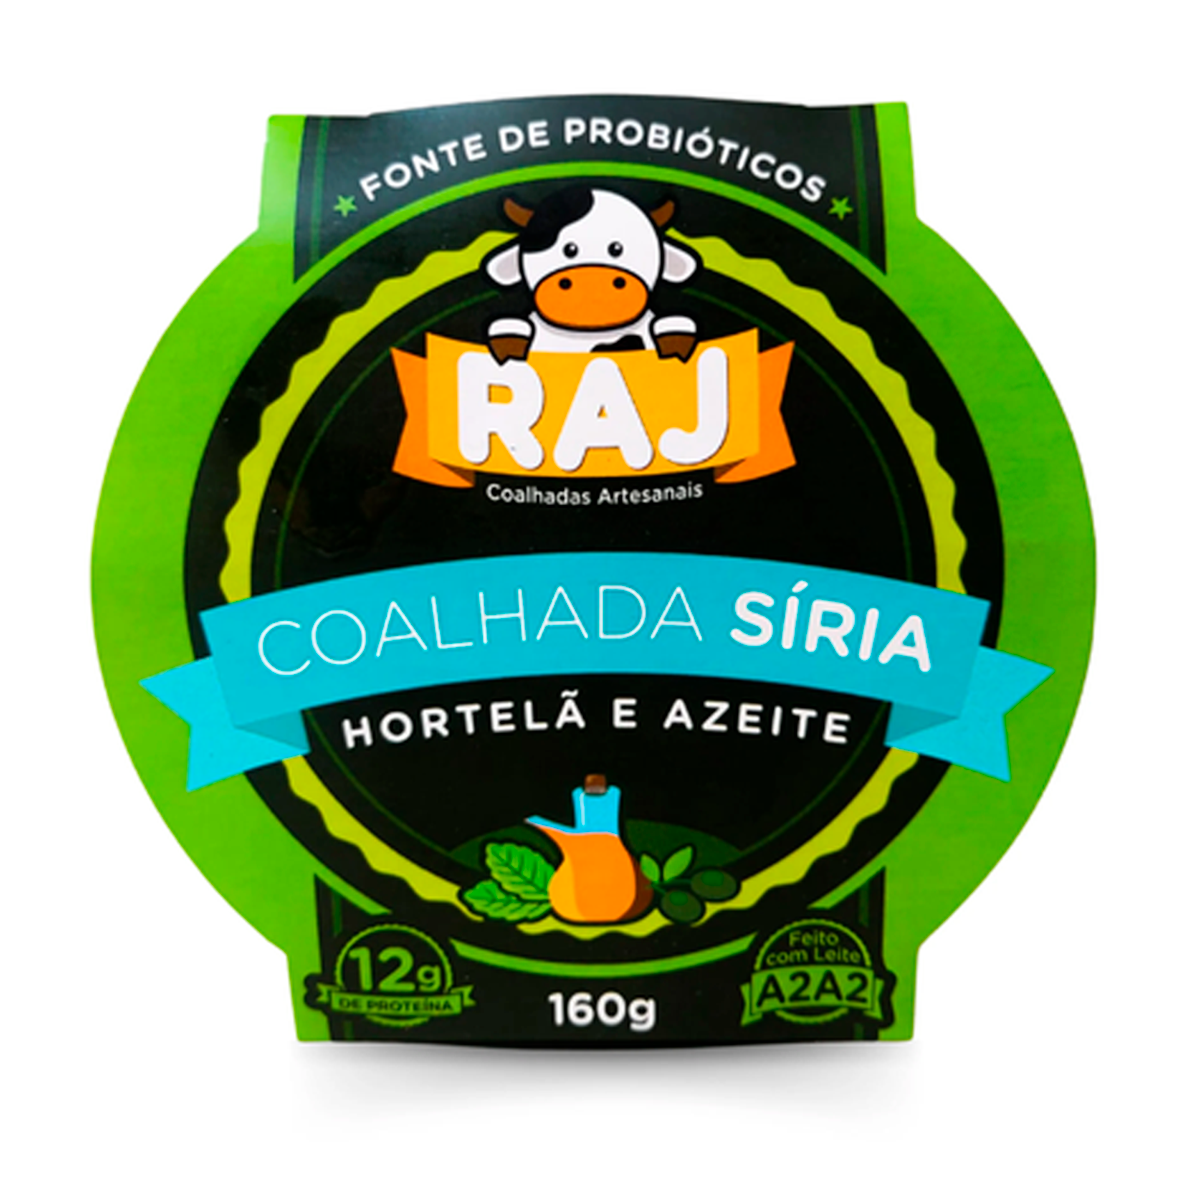 FONTE DE PROBIÓTICOS
RAJ
Coalhadas Artesanais
COALHADA SÍRIA
HORTELÃ E AZEITE
12g
DE PROTEÍNA
160g
Feito
com Leite
A2A2